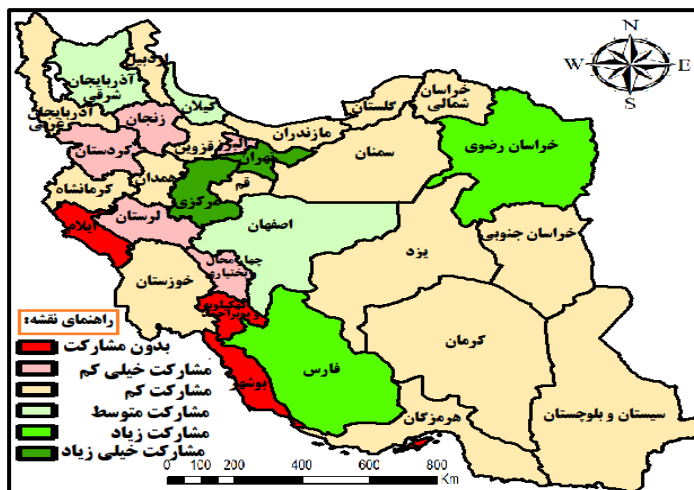 N
W
E
S
اردبیل
آذربایجان
شرقی
گیلان
آذربایجان
غربی
زنجان
کردستان
قزوین
البرز
تهران
مازندران
گلستان
خراسان
شمالی
خراسان رضوی
سمنان
همدان
کرمانشاه
مرکزی
قم
ایلام
لرستان
اصفهان
چهارمحال
بختیاری
خوزستان
یزد
خراسان جنوبی
کرمان
فارس
بوشهر
هرمزگان
سیستان و بلوچستان
راهنمای نقشه:
بدون مشارکت
مشارکت خیلی کم
مشارکت کم
مشارکت متوسط
مشارکت زیاد
مشارکت خیلی زیاد
0 100 200 400 600 800
Km